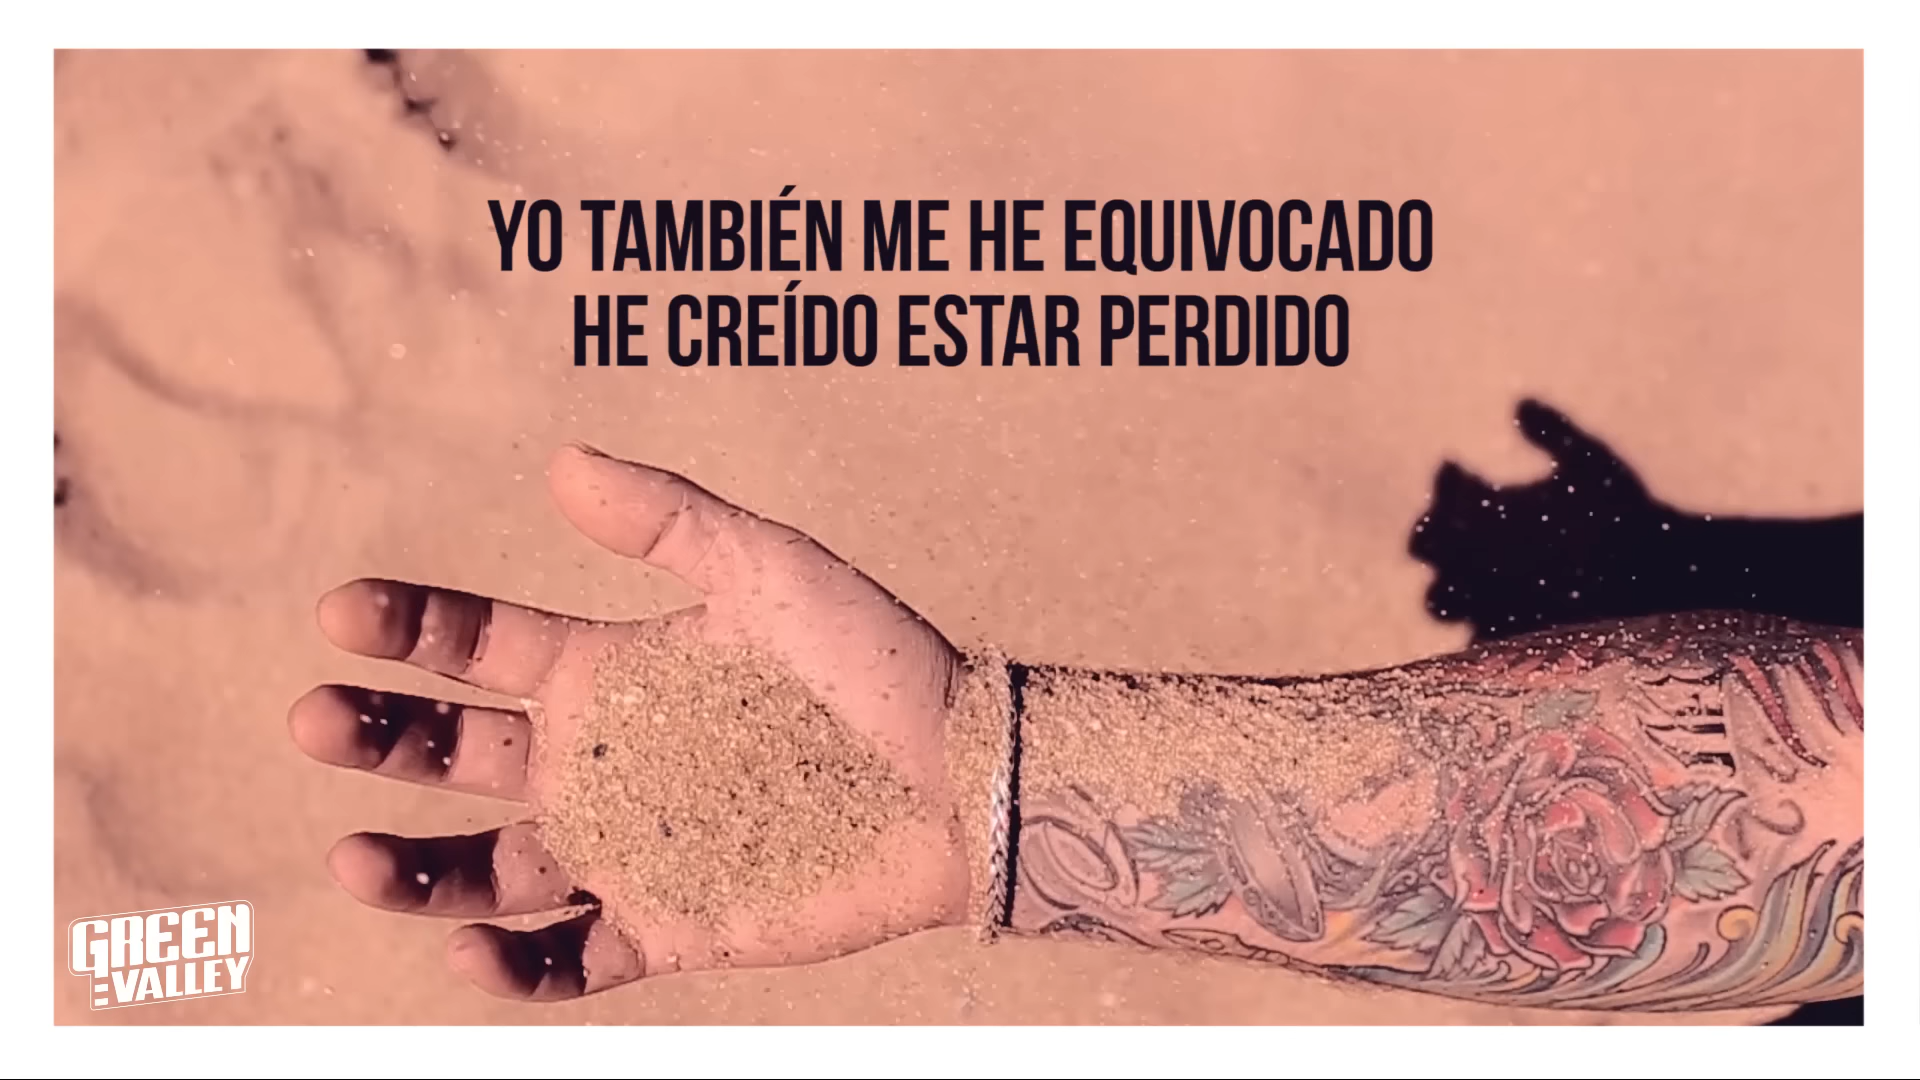 YO TAMBIÉN ME HE EQUIVOCADO
HE CREÍDO ESTAR PERDIDO
GREEN
VALLEY